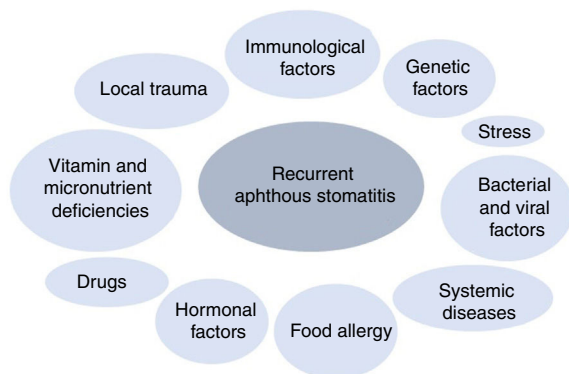 Immunological
factors
Genetic
factors
Local trauma
Stress
Vitamin and
micronutrient
deficiencies
Recurrent
aphthous stomatitis
Bacterial
and viral
factors
Drugs
Hormonal
factors
Food allergy
Systemic
diseases